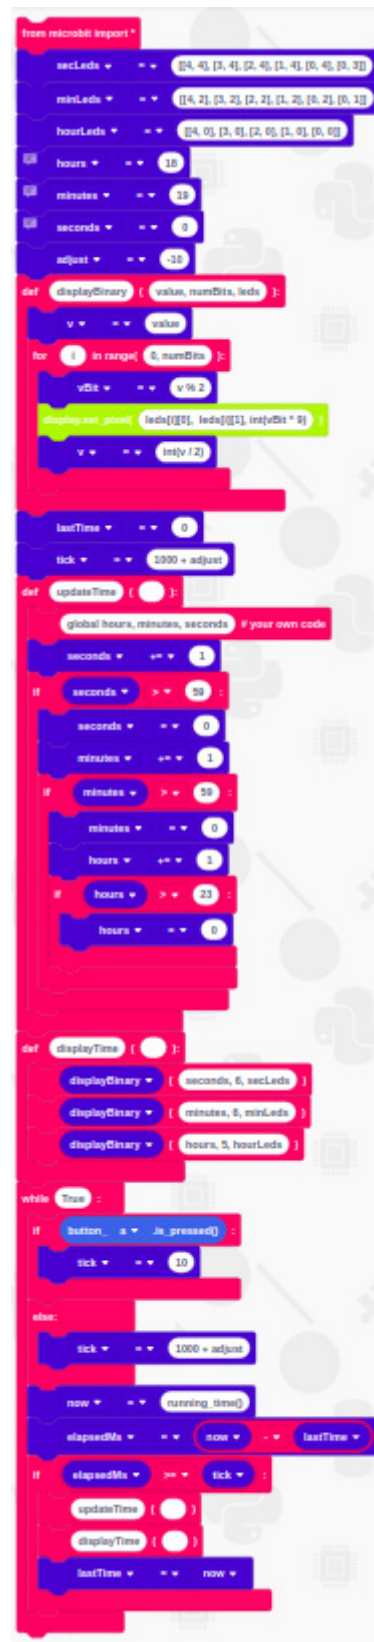 from microbit import *
secLeds = [[4, 4], [3, 4], [2, 4], [1, 4], [0, 4], [0, 3]]
minLeds = [[4, 2], [3, 2], [2, 2], [1, 2], [0, 2], [0, 1]]
hourLeds = [[4, 0], [3, 0], [2, 0], [1, 0], [0, 0]]
hours = 16
minutes = 19
seconds = 0
adjust = -10
def displayBinary ( value, numBits, leds ):
v = value
for i in range( 0, numBits ):
vBit = v % 2
display.set_pixel( leds[i][0], leds[i][1], int(vBit * 9) )
v = int(v / 2)
lastTime = 0
tick = 1000 + adjust
def updateTime ( ):
global hours, minutes, seconds # your own code
seconds += 1
if seconds > 59 :
seconds = 0
minutes += 1
if minutes > 59 :
minutes = 0
hours += 1
if hours > 23 :
hours = 0
def displayTime ( ):
displayBinary ( seconds, 6, secLeds )
displayBinary ( minutes, 6, minLeds )
displayBinary ( hours, 5, hourLeds )
while True :
if button_ a .is_pressed() :
tick = 10
else:
tick = 1000 + adjust
now = running_time()
elapsedMs = now - lastTime
if elapsedMs >= tick :
updateTime ( )
displayTime ( )
lastTime = now